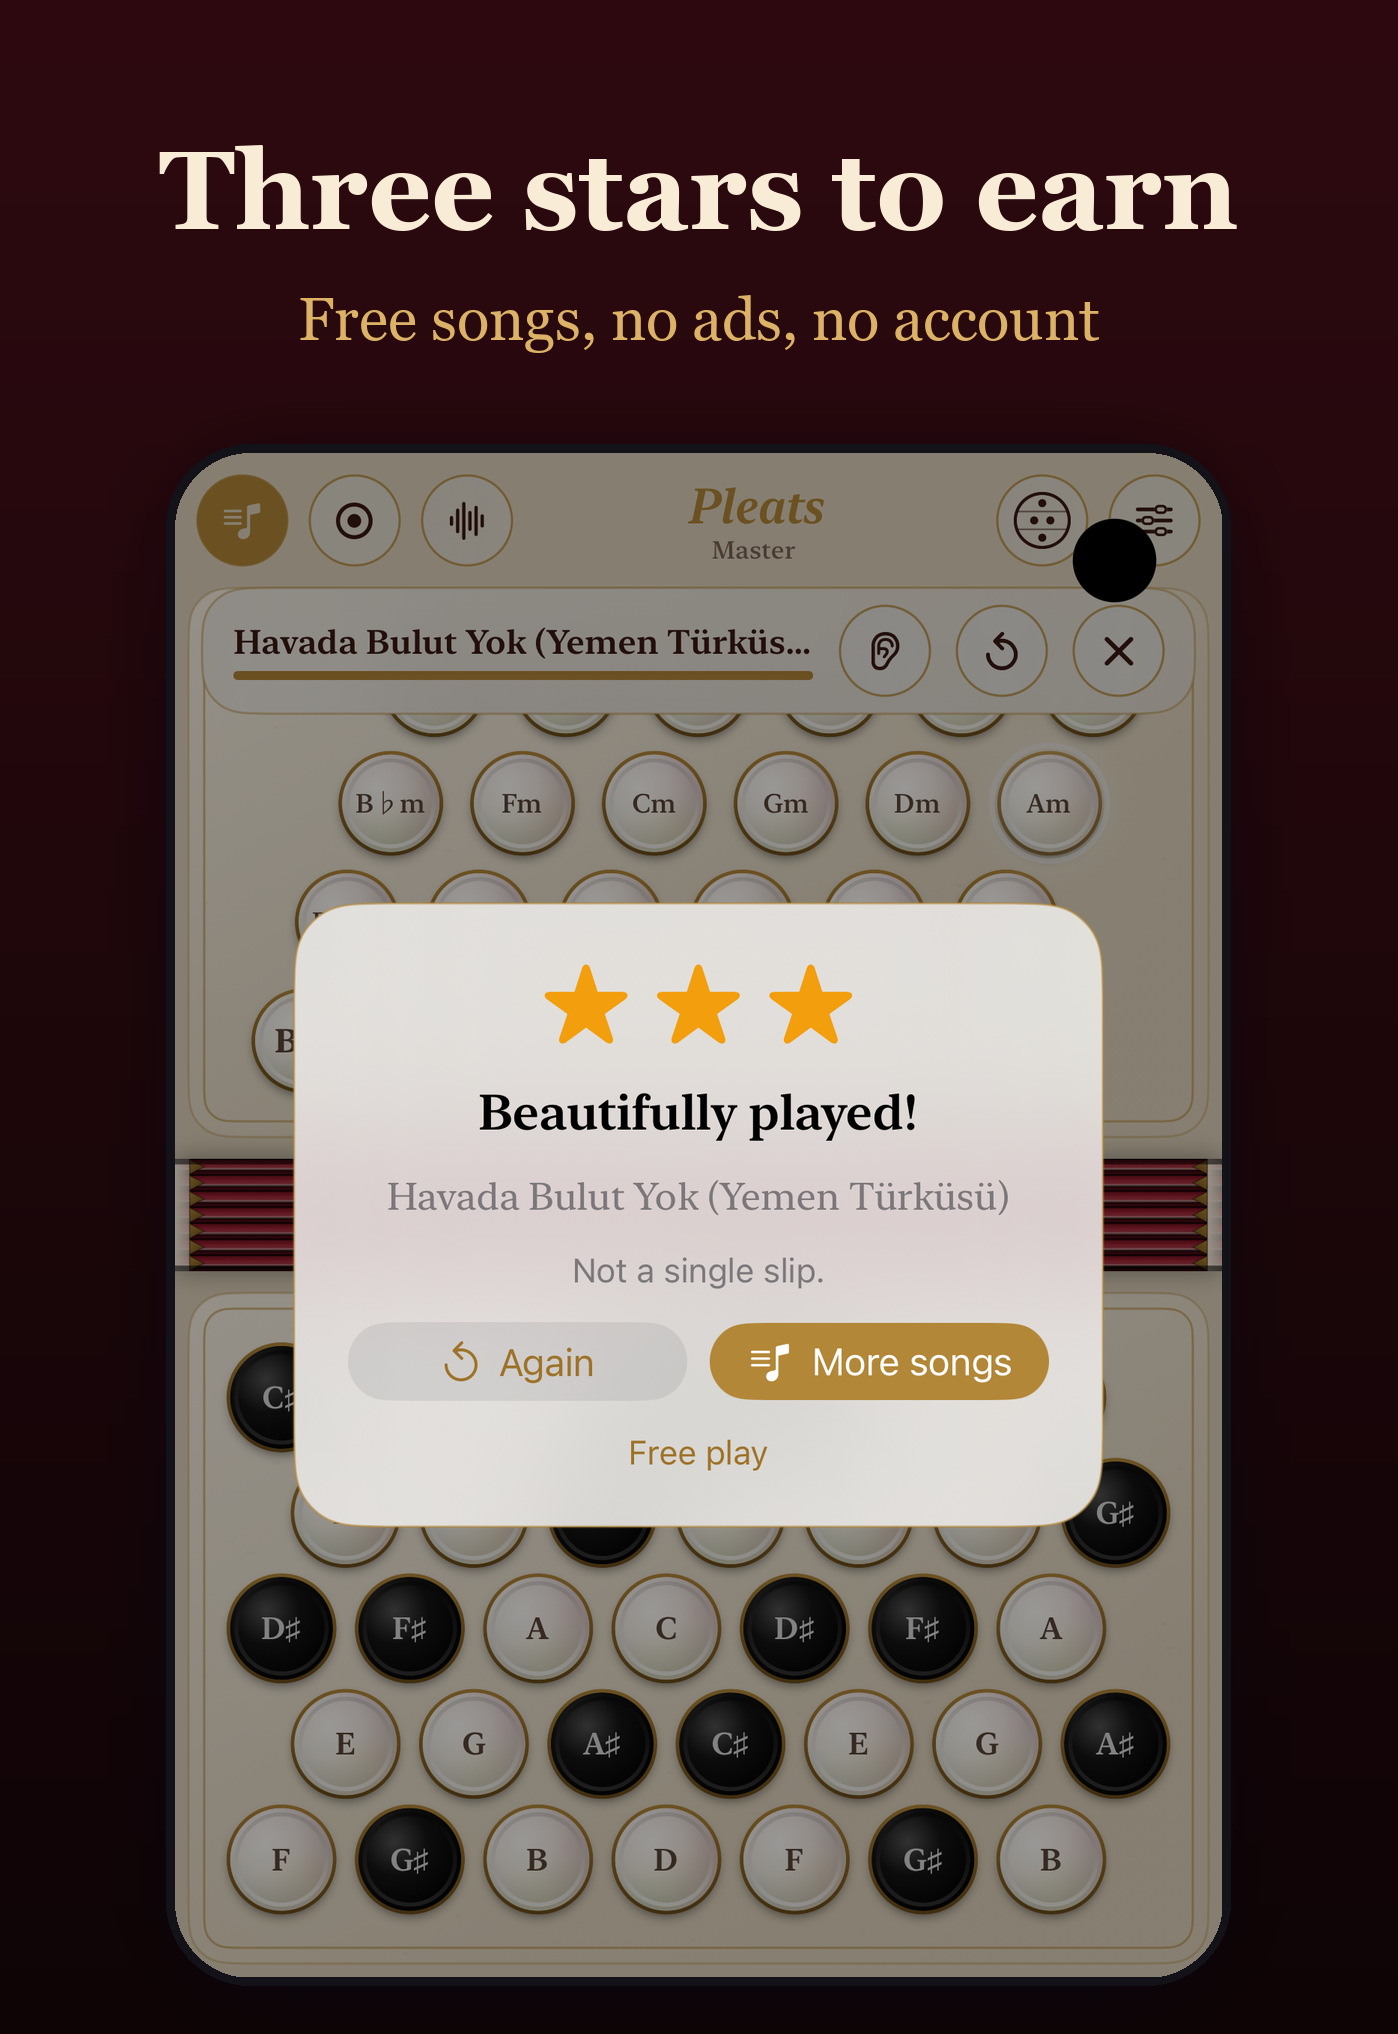 Three stars to earn
Free songs, no ads, no account
Pleats
Master
Havada Bulut Yok (Yemen Türküs...
B♭m Fm Cm Gm Dm Am
B
Beautifully played!
Havada Bulut Yok (Yemen Türküsü)
Not a single slip.
Again More songs
Free play
C♯
G♯
D♯ F♯ A C D♯ F♯ A
E G A♯ C♯ E G A♯
F G♯ B D F G♯ B